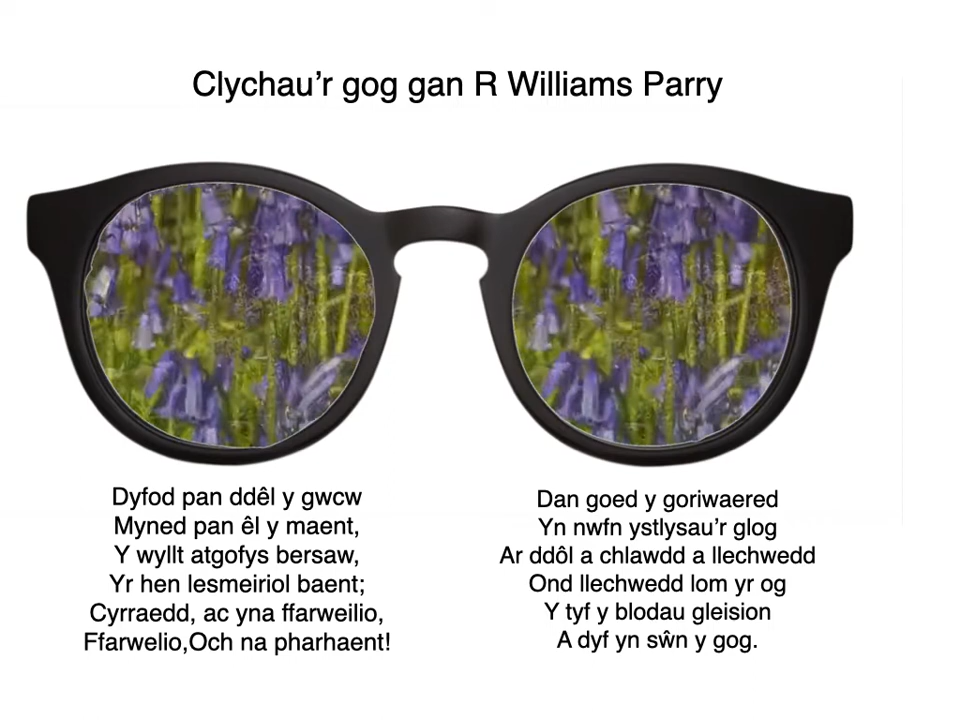 Clychau’r gog gan R Williams Parry
Dyfod pan ddêl y gwcw
Myned pan êl y maent,
Y wyllt atgofys bersaw,
Yr hen lesmeiriol baent;
Cyrraedd, ac yna ffarweilio,
Ffarwelio,Och na pharhaent!
Dan goed y goriwaered
Yn nwfn ystlysau’r glog
Ar ddôl a chlawdd a llechwedd
Ond llechwedd lom yr og
Y tyf y blodau gleision
A dyf yn sŵn y gog.